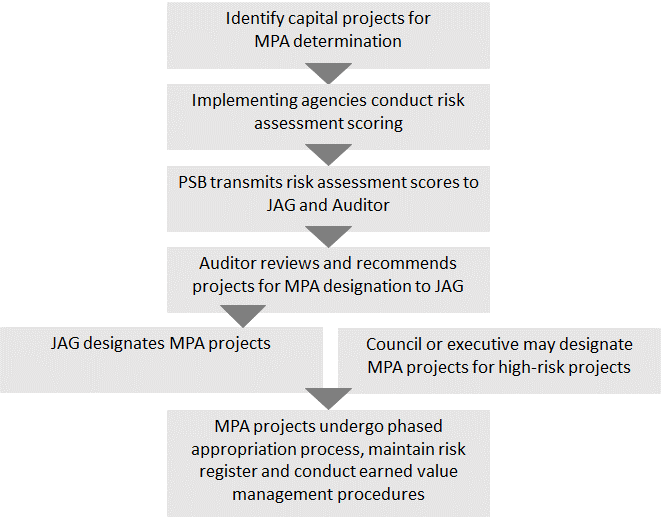 Identify capital projects for
MPA determination
Implementing agencies conduct risk
assessment scoring
PSB transmits risk assessment scores to
JAG and Auditor
Auditor reviews and recommends
projects for MPA designation to JAG
JAG designates MPA projects
Council or executive may designate
MPA projects for high-risk projects
MPA projects undergo phased
appropriation process, maintain risk
register and conduct earned value
management procedures